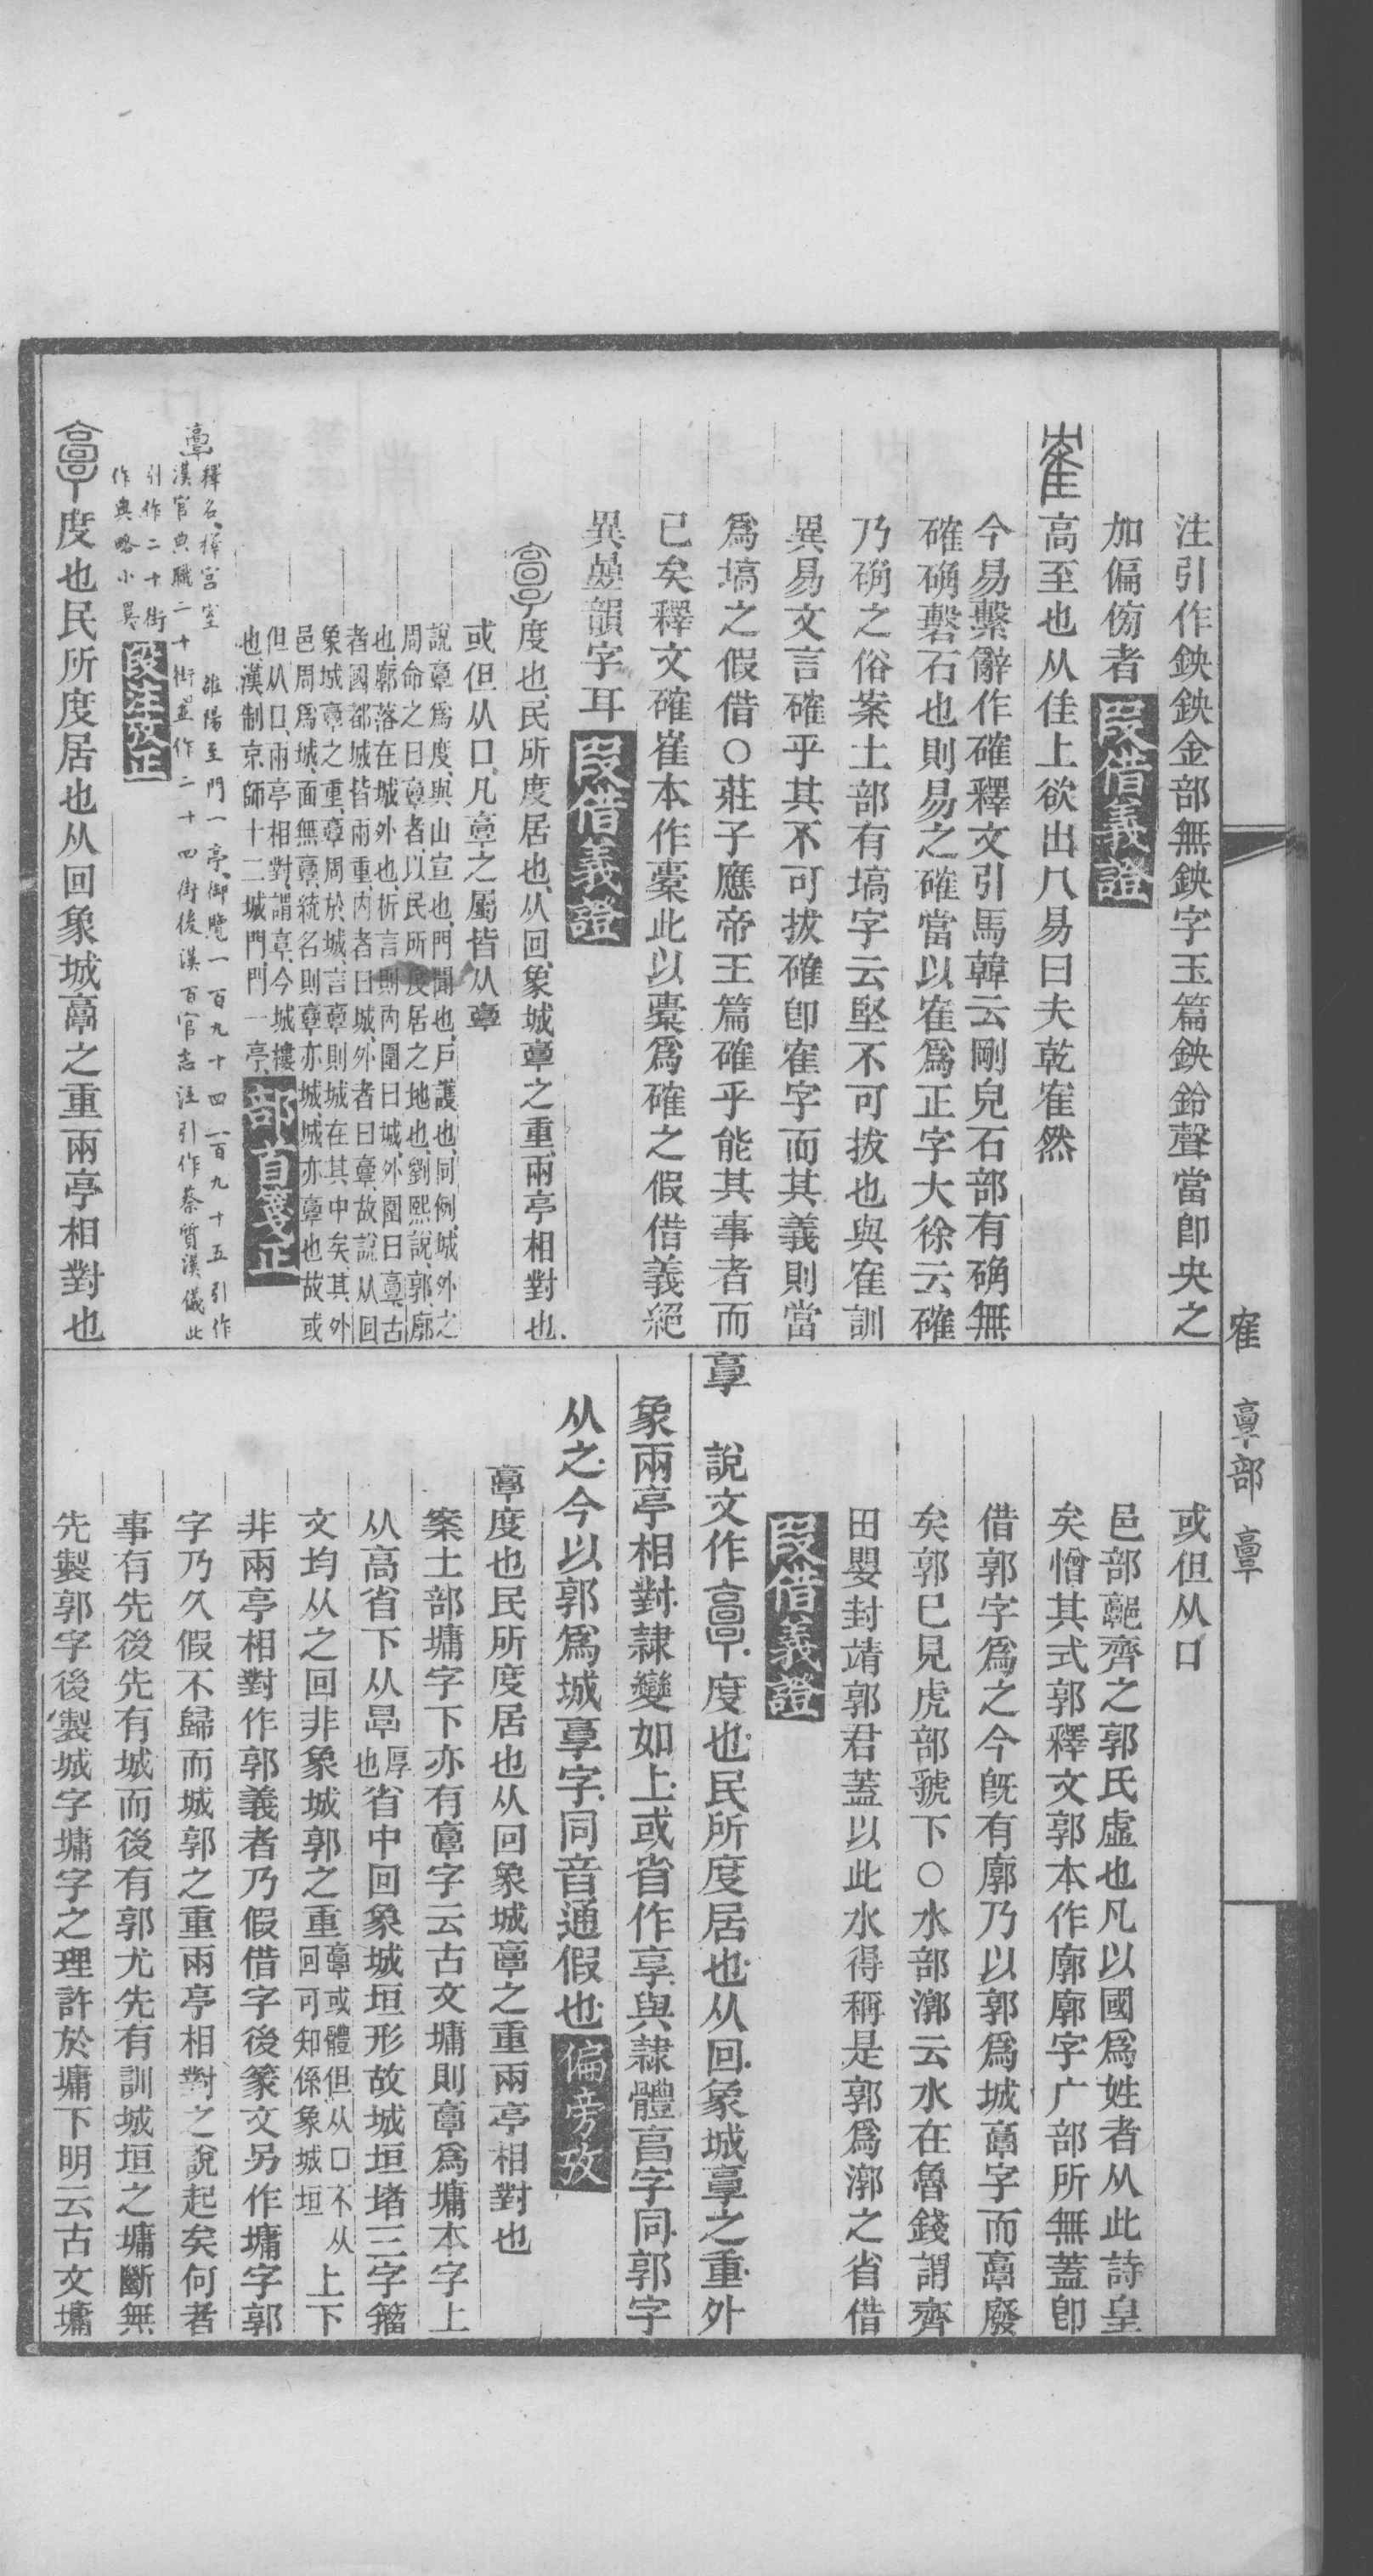 注引作鉠鉠金部無鉠字玉篇鉠鈴聲當卽央之
加偏㑂者 叚借義證
隺 高至也从隹上欲出冂易曰夫乾隺然
今易繫辭作確釋文引馬韓云剛皃石部有确無
確确礊石也則易之確當以隺爲正字大徐云確
乃确之俗案土部有塙字云堅不可拔也與隺訓
異易文言確乎其不可拔確卽隺字而其義則當
爲塙之假借○莊子應帝王篇確乎能其事者而
已矣釋文確崔本作橐此以橐爲確之假借義絕
異㬪韻字耳 叚借義證
𩫏度也、民所度居也、从回、象城𩫏之重、兩亭相對也、
或但从口、凡𩫏之屬皆从𩫏
說𩫏爲度、與山宣也、門聞也、戶護也、同例、城外之
周命之曰𩫏者、以民所度居之地也、劉熙說、郭、廓
也、廓落在城外也、析言則內圍曰城、外圍曰𩫏、古
者國都城皆兩重、內者曰城、外者曰𩫏、故說从回
象城𩫏之重、𩫏周於城、言𩫏則城在其中矣、其外
邑周爲城、面無𩫏、統名則𩫏亦城、城亦𩫏也故或
但从口、兩亭相對、謂𩫏、今城樓
也漢制京師十二城門、門一亭、 部首箋正
𩫏 釋名、釋宮室 雒陽至門一亭、御覽一百九十四一百九十五引作
漢官典職二十街並作二十四街後漢百官志注引作蔡質漢儀此
引作二十街
作典略小異 段注攷正
𩫏度也民所度居也从回象城𩫏之重兩亭相對也
或但从口
邑部𨞪齊之郭氏虛也凡以國爲姓者从此詩皇
矣憎其式郭釋文郭本作廓廓字广部所無蓋卽
借郭字爲之今旣有廓乃以郭爲城𩫏字而𩫏廢
矣郭已見虎部虢下○水部漷云水在魯錢謂齊
田嬰封靖郭君蓋以此水得稱是郭爲漷之省借
叚借義證
𩫏 說文作𩫏.度也.民所度居也.从回.象城𩫏之重.外
象兩亭相對.隸變如上.或省作享.與隸體亯字同.郭字
从之.今以郭爲城𩫏字.同音通假也. 偏旁攷
𩫏度也民所度居也从回象城𩫏之重兩亭相對也
案土部墉字下亦有𩫏字云古文墉則𩫏爲墉本字上
从高省下从㫗厚也省中回象城垣形故城垣堵三字籀
文均从之回非象城郭之重𩫏或體但从口不从回可知係象城垣上下
非兩亭相對作郭義者乃假借字後篆文另作墉字郭
字乃久假不歸而城郭之重兩亭相對之說起矣何者
事有先後先有城而後有郭尤先有訓城垣之墉斷無
先製郭字後製城字墉字之理許於墉下明云古文墉
隺 𩫏部 𩫏